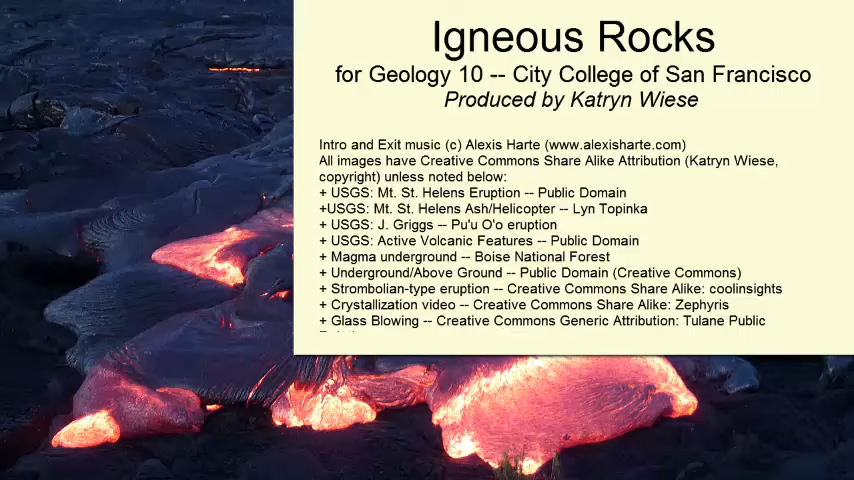 Igneous Rocks
for Geology 10 -- City College of San Francisco
Produced by Katryn Wiese
Intro and Exit music (c) Alexis Harte (www.alexisharte.com)
All images have Creative Commons Share Alike Attribution (Katryn Wiese,
copyright) unless noted below:
+ USGS: Mt. St. Helens Eruption -- Public Domain
+USGS: Mt. St. Helens Ash/Helicopter -- Lyn Topinka
+ USGS: J. Griggs -- Pu'u O'o eruption
+ USGS: Active Volcanic Features -- Public Domain
+ Magma underground -- Boise National Forest
+ Underground/Above Ground -- Public Domain (Creative Commons)
+ Strombolian-type eruption -- Creative Commons Share Alike: coolinsights
+ Crystallization video -- Creative Commons Share Alike: Zephyris
+ Glass Blowing -- Creative Commons Generic Attribution: Tulane Public